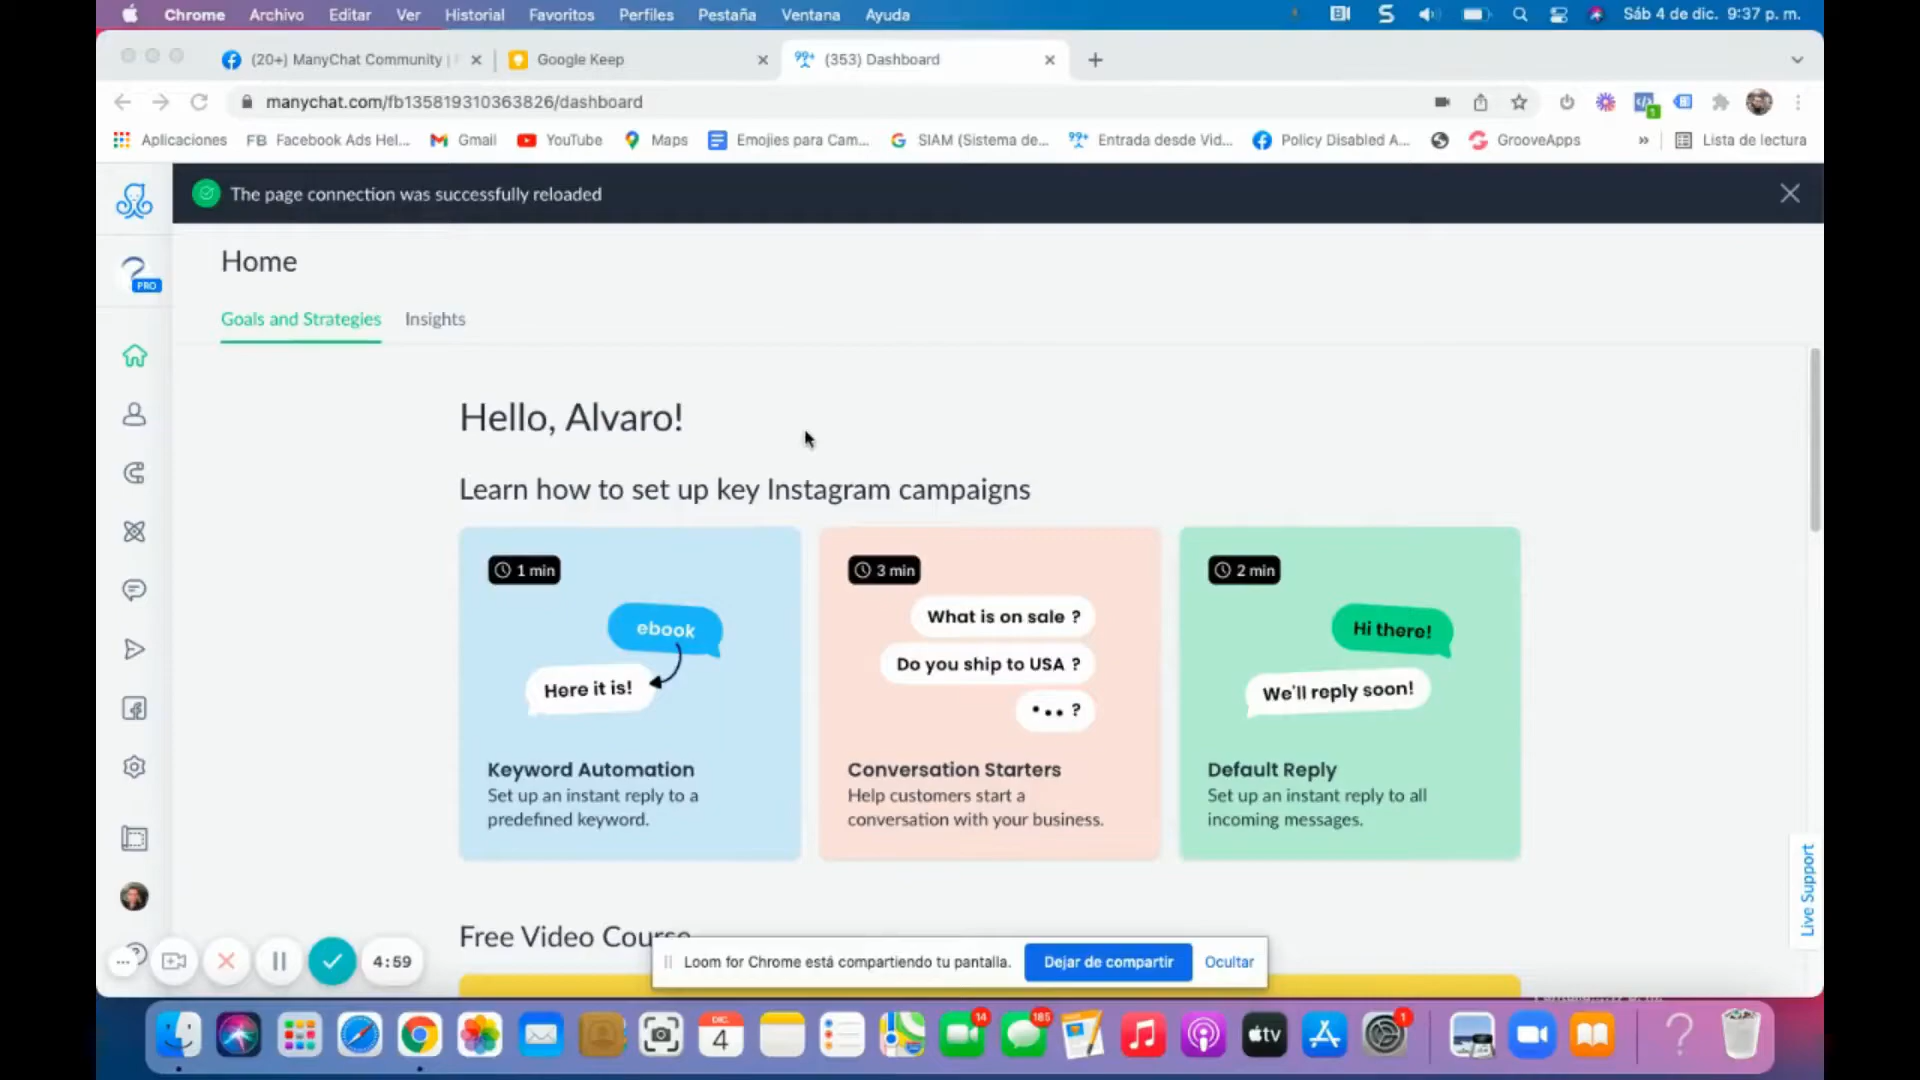 Chrome Archivo Editar Ver Historial Favoritos Perfiles Pestaña Ventana Ayuda Sáb 4 de dic. 9:37 p. m.
(20+) ManyChat Community | Google Keep (353) Dashboard
manychat.com/fb135819310363826/dashboard
Aplicaciones FB Facebook Ads Hel... Gmail YouTube Maps Emojies para Cam... SIAM (Sistema de... Entrada desde Vid... Policy Disabled A... GrooveApps » Lista de lectura
The page connection was successfully reloaded
PRO
Home
Goals and Strategies Insights
Hello, Alvaro!
Learn how to set up key Instagram campaigns
1 min
ebook
Here it is!
Keyword Automation
Set up an instant reply to a
predefined keyword.
3 min
What is on sale ?
Do you ship to USA ?
• • • ?
Conversation Starters
Help customers start a
conversation with your business.
2 min
Hi there!
We'll reply soon!
Default Reply
Set up an instant reply to all
incoming messages.
Live Support
Free Video Course
4:59
Loom for Chrome está compartiendo tu pantalla. Dejar de compartir Ocultar
DIC.
4
14
185
tv
1